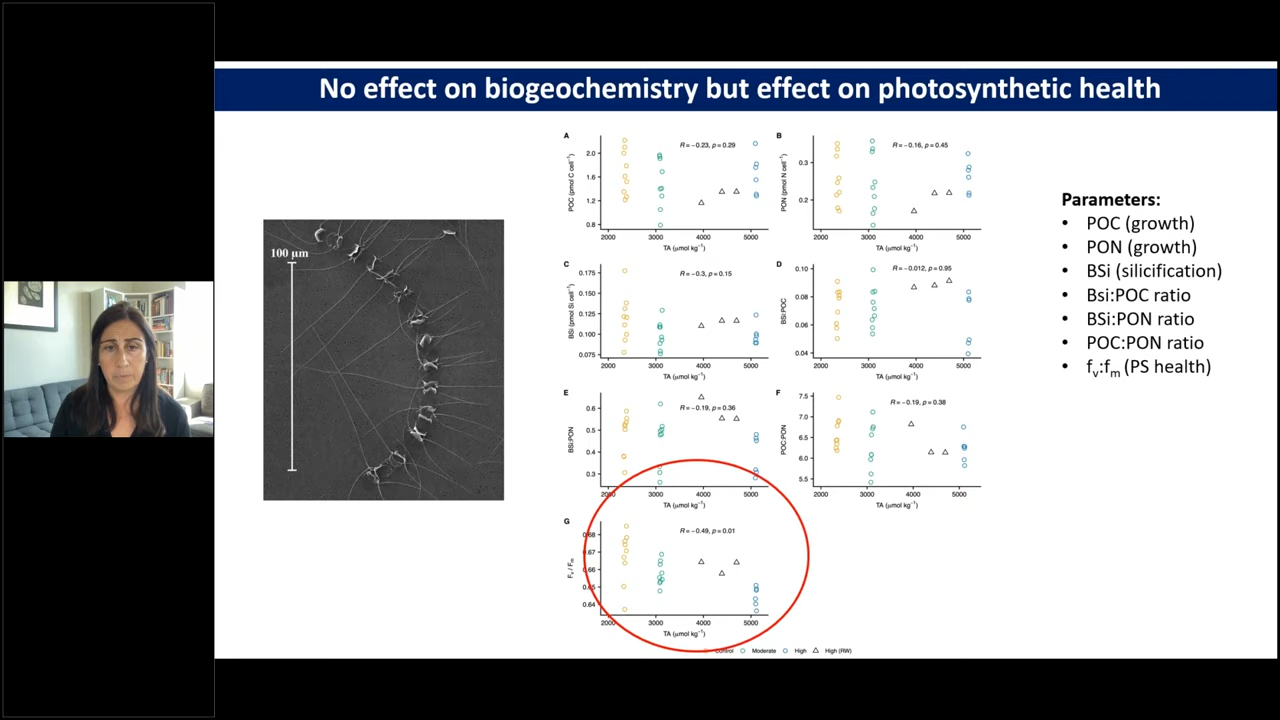 No effect on biogeochemistry but effect on photosynthetic health
100 µm
A
R = −0.23, p = 0.29
POC (pmol C cell⁻¹)
2.0
1.6
1.2
0.8
2000 3000 4000 5000
TA (µmol kg⁻¹)
B
R = −0.16, p = 0.45
PON (pmol N cell⁻¹)
0.3
0.2
2000 3000 4000 5000
TA (µmol kg⁻¹)
C
R = −0.3, p = 0.15
BSi (pmol Si cell⁻¹)
0.175
0.150
0.125
0.100
0.075
2000 3000 4000 5000
TA (µmol kg⁻¹)
D
R = −0.012, p = 0.95
BSi:POC
0.10
0.08
0.06
0.04
2000 3000 4000 5000
TA (µmol kg⁻¹)
E
R = −0.19, p = 0.36
BSi:PON
0.6
0.5
0.4
0.3
2000 3000 4000 5000
TA (µmol kg⁻¹)
F
R = −0.19, p = 0.38
POC:PON
7.5
7.0
6.5
6.0
5.5
2000 3000 4000 5000
TA (µmol kg⁻¹)
G
R = −0.49, p = 0.01
Fv / Fm
0.68
0.67
0.66
0.65
0.64
2000 3000 4000 5000
TA (µmol kg⁻¹)
Control Moderate High High (RW)
Parameters:
• POC (growth)
• PON (growth)
• BSi (silicification)
• Bsi:POC ratio
• BSi:PON ratio
• POC:PON ratio
• fv:fm (PS health)